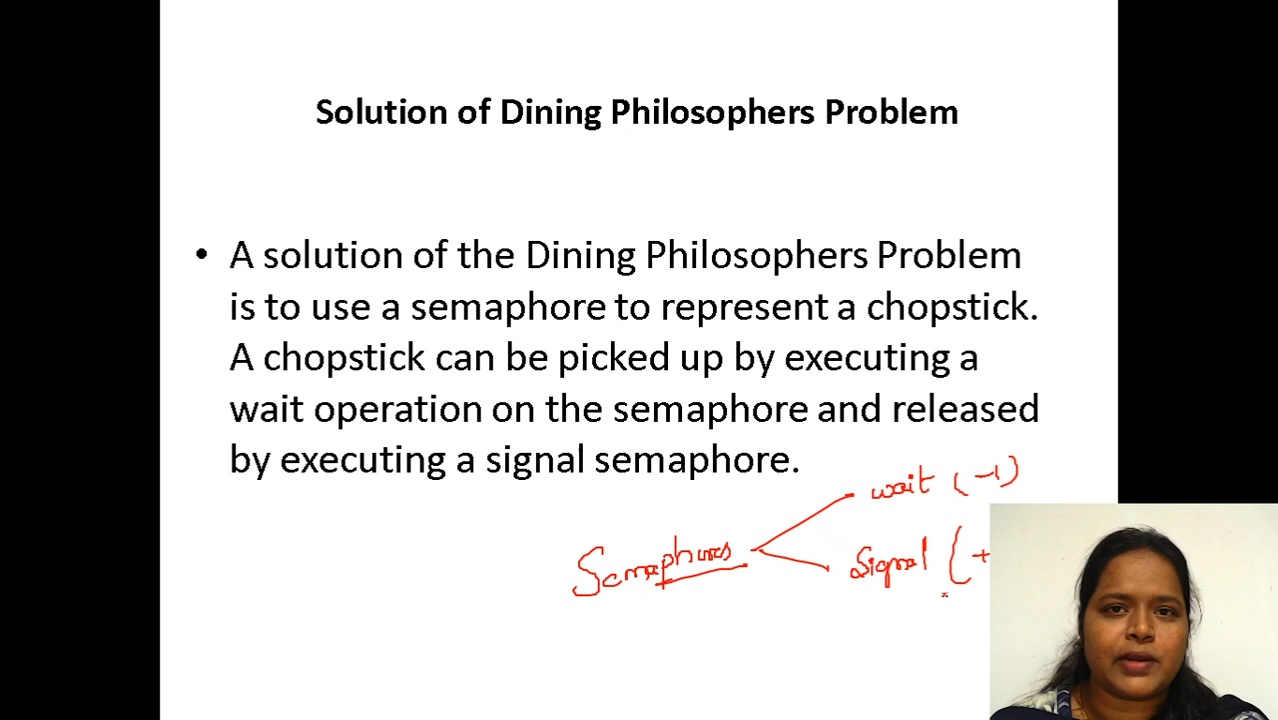 Solution of Dining Philosophers Problem
• A solution of the Dining Philosophers Problem
is to use a semaphore to represent a chopstick.
A chopstick can be picked up by executing a
wait operation on the semaphore and released
by executing a signal semaphore.
wait (-1)
Semaphores
Signal (+